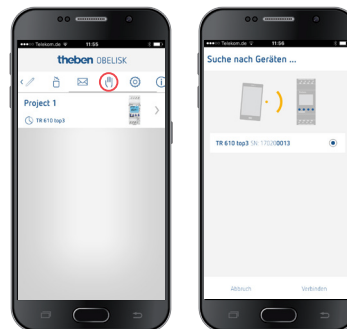 Telekom.de 11:55
theben OBELISK
Project 1
TR 610 top3
Telekom.de 11:56
Suche nach Geräten ...
TR 610 top3 SN: 170200013
Abbruch Verbinden